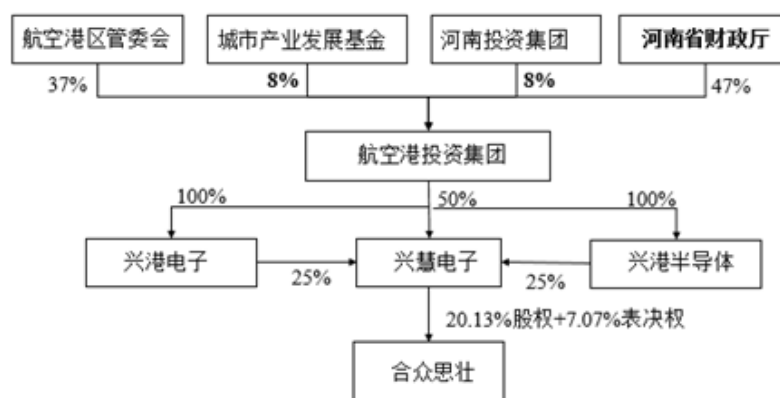 航空港区管委会
城市产业发展基金
河南投资集团
河南省财政厅
37%
8%
8%
47%
航空港投资集团
100%
50%
100%
兴港电子
兴慧电子
兴港半导体
25%
25%
20.13%股权+7.07%表决权
合众思壮